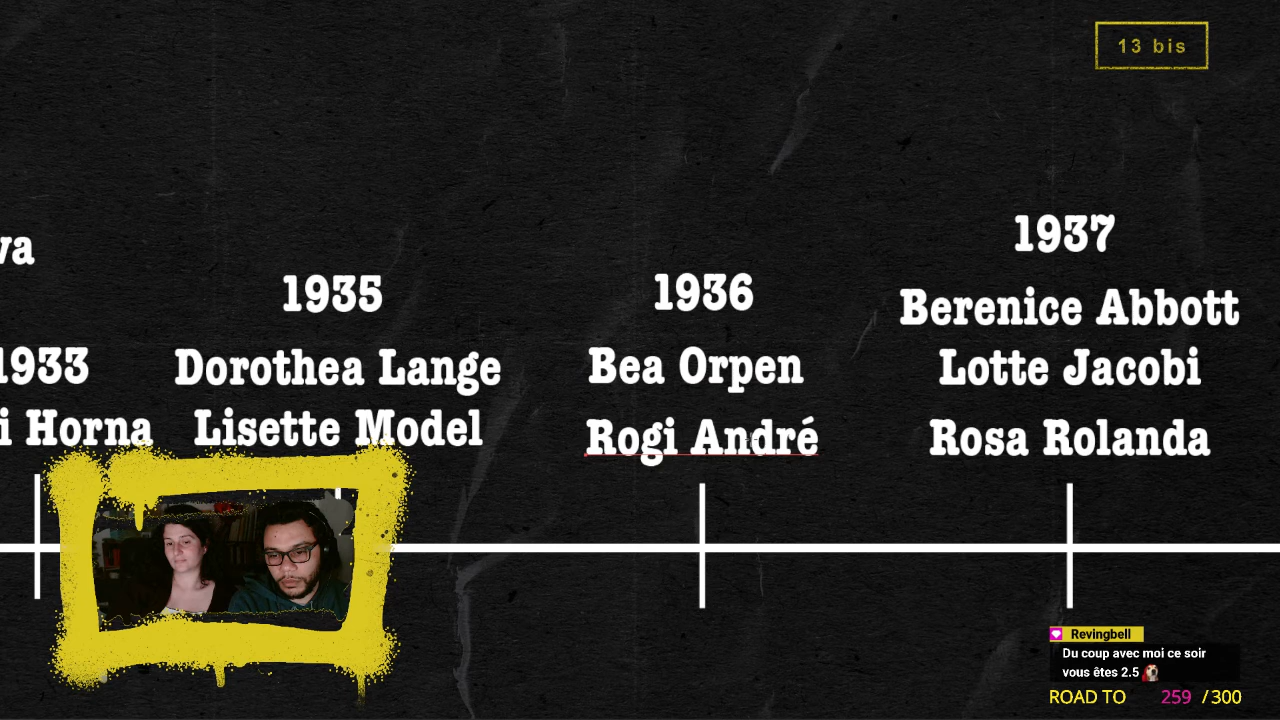 13 bis
va
1933
i Horna
1935
Dorothea Lange
Lisette Model
1936
Bea Orpen
Rogi André
1937
Berenice Abbott
Lotte Jacobi
Rosa Rolanda
Revingbell
Du coup avec moi ce soir
vous êtes 2.5
ROAD TO 259 / 300